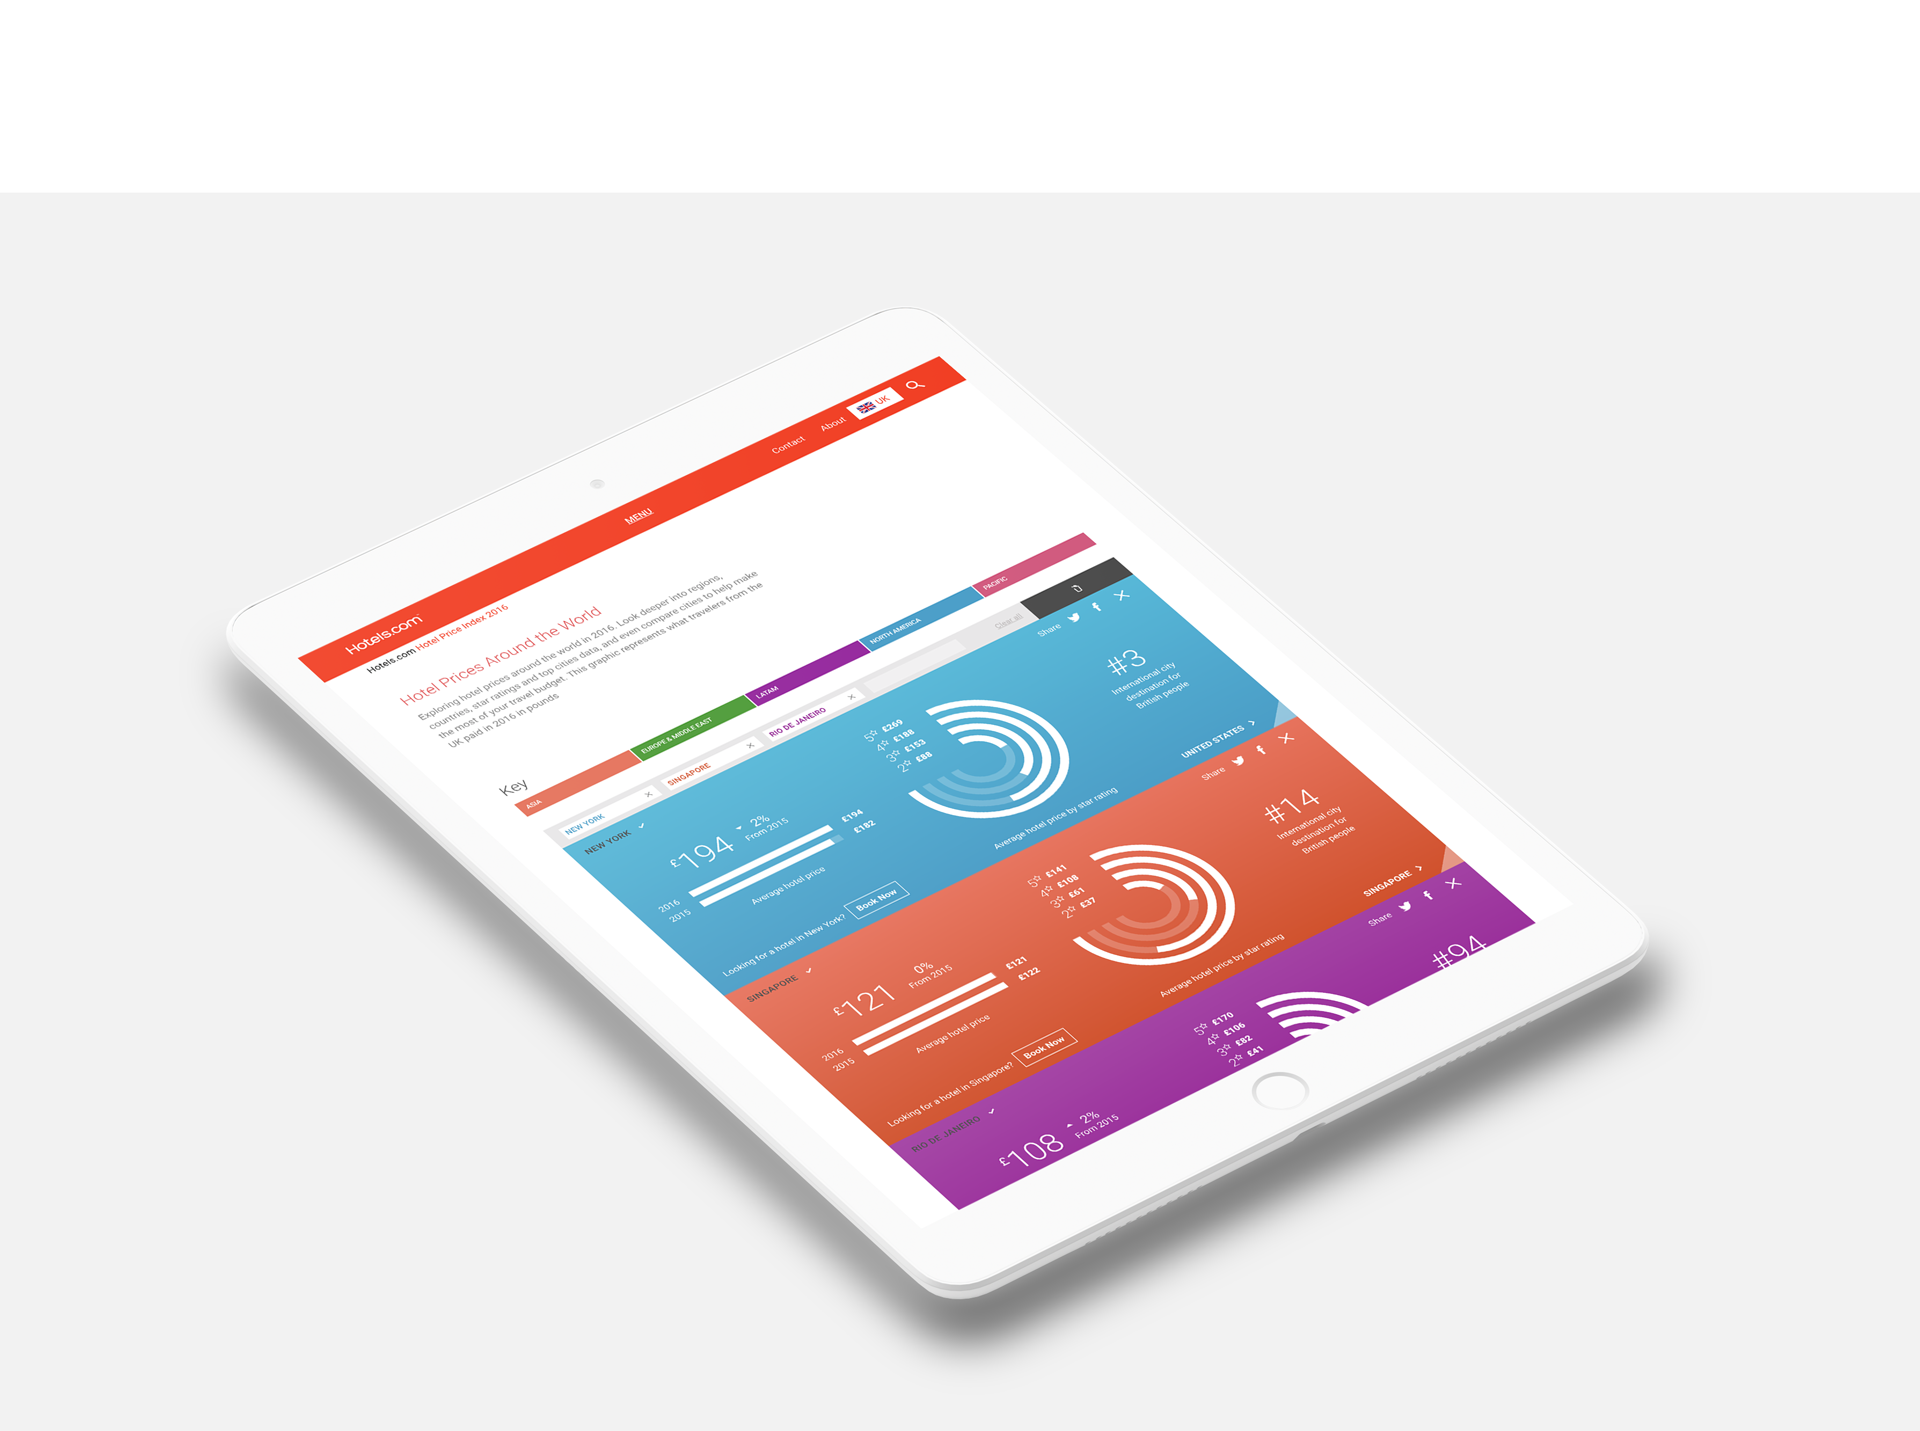 Hotels.com
MENU
Contact
About
UK
Hotels.com Hotel Price Index 2016
Hotel Prices Around the World
Exploring hotel prices around the world in 2016. Look deeper into regions,
countries, star ratings and top cities data, and even compare cities to help make
the most of your travel budget. This graphic represents what travelers from the
UK paid in 2016 in pounds
Key
ASIA
EUROPE & MIDDLE EAST
LATAM
NORTH AMERICA
PACIFIC
NEW YORK
SINGAPORE
RIO DE JANEIRO
Clear all
NEW YORK
£194
2%
From 2015
2016
£194
2015
£182
Average hotel price
Looking for a hotel in New York?
Book Now
5☆ £269
4☆ £188
3☆ £153
2☆ £88
Average hotel price by star rating
Share
#3
International city
destination for
British people
UNITED STATES
SINGAPORE
£121
0%
From 2015
2016
£121
2015
£122
Average hotel price
Looking for a hotel in Singapore?
Book Now
5☆ £141
4☆ £108
3☆ £61
2☆ £37
Average hotel price by star rating
Share
#14
International city
destination for
British people
SINGAPORE
RIO DE JANEIRO
£108
2%
From 2015
5☆ £170
4☆ £106
3☆ £82
2☆ £41
Share
#94